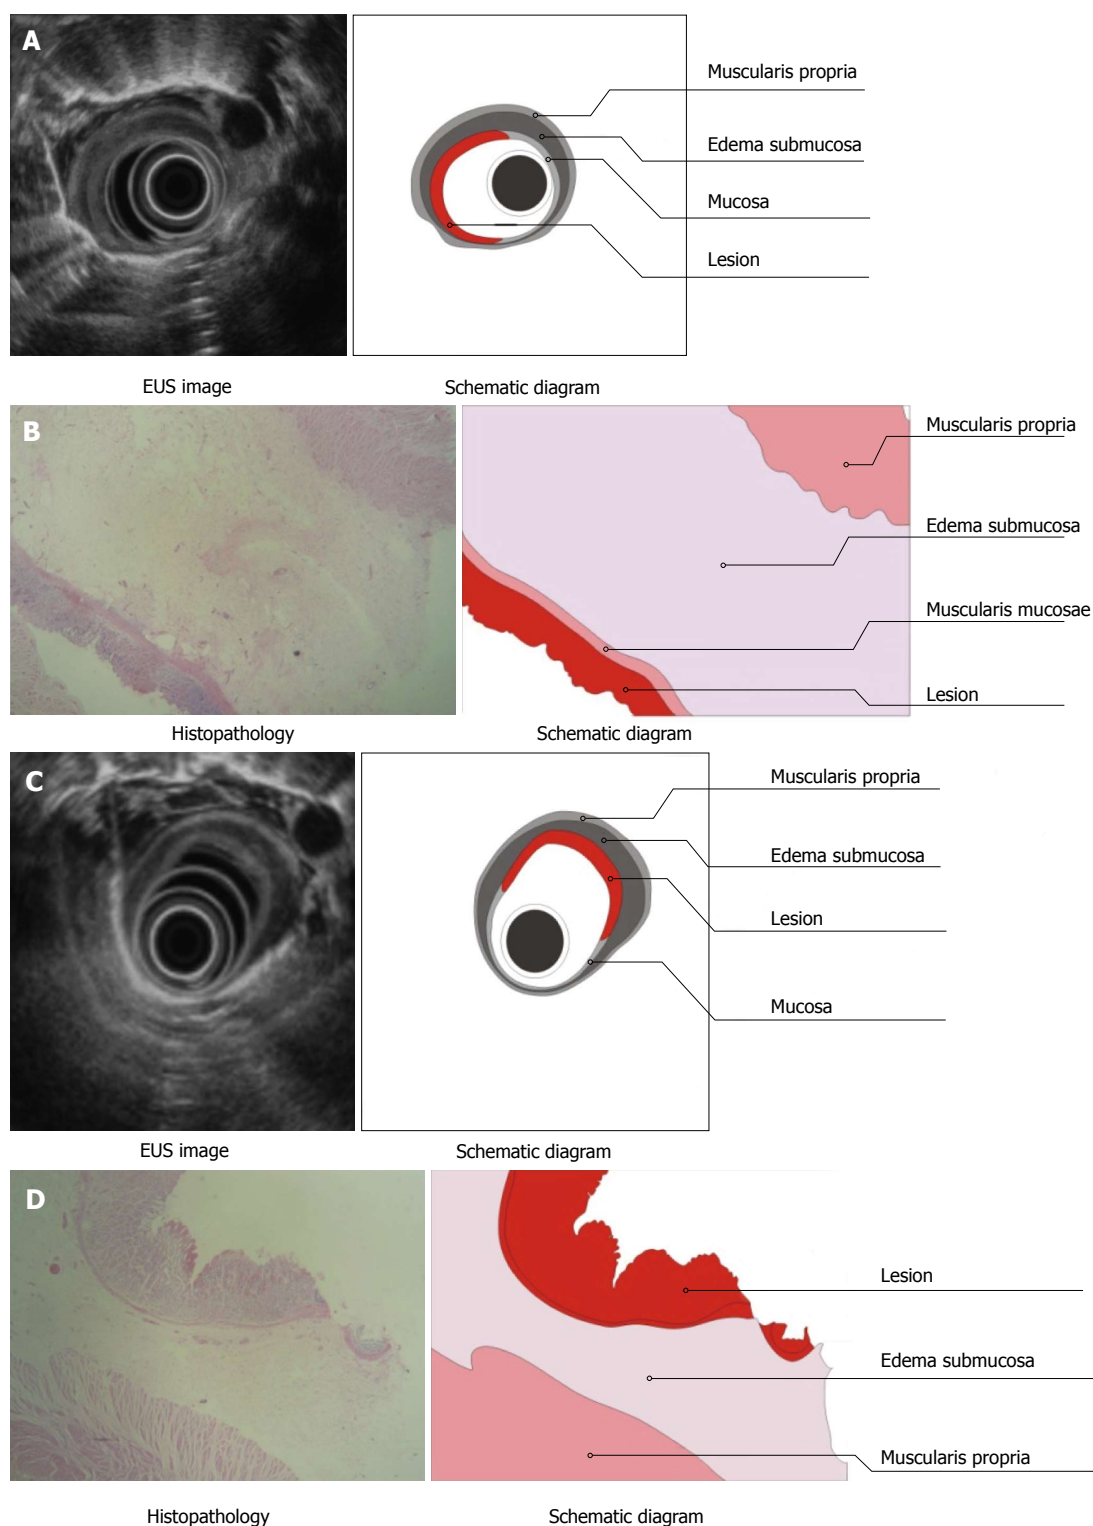 A
Muscularis propria
Edema submucosa
Mucosa
Lesion
EUS image
Schematic diagram
B
Muscularis propria
Edema submucosa
Muscularis mucosae
Lesion
Histopathology
Schematic diagram
C
Muscularis propria
Edema submucosa
Lesion
Mucosa
EUS image
Schematic diagram
D
Lesion
Edema submucosa
Muscularis propria
Histopathology
Schematic diagram